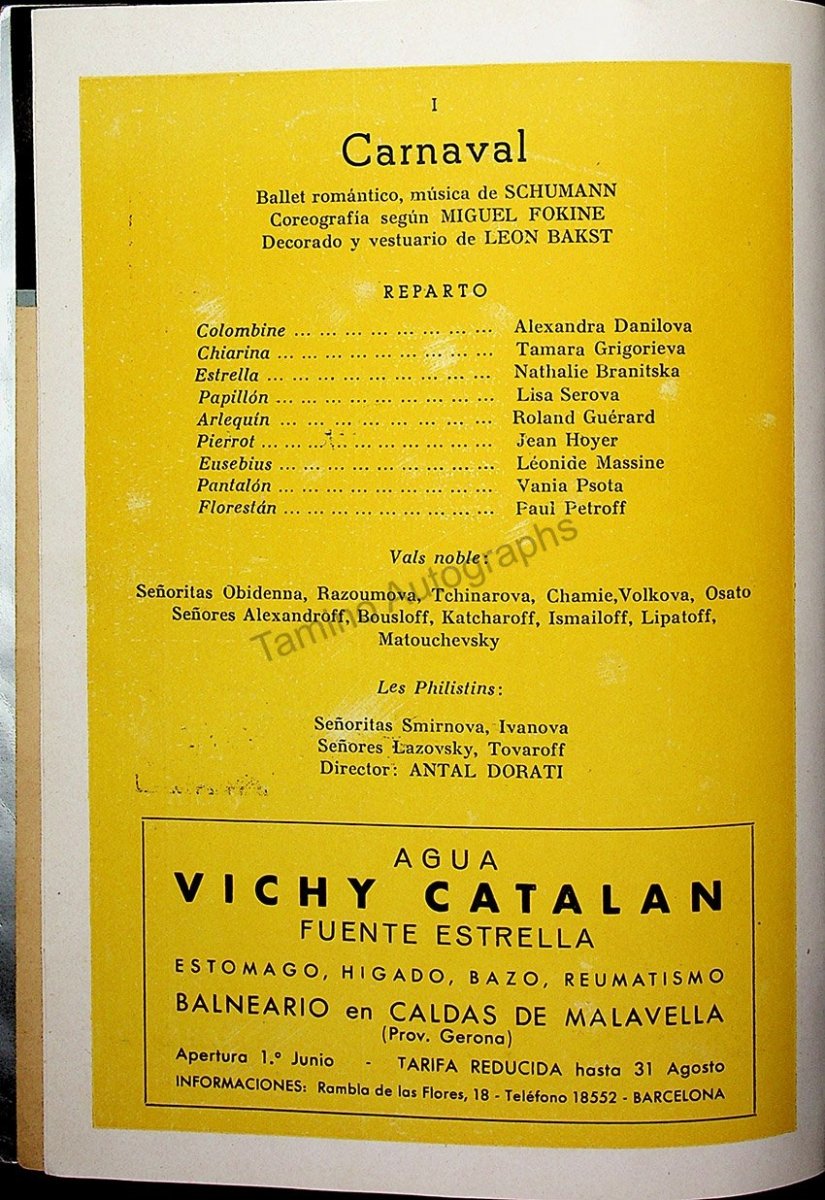 I
Carnaval
Ballet romántico, música de SCHUMANN
Coreografía según MIGUEL FOKINE
Decorado y vestuario de LEON BAKST
REPARTO
Colombine ... ... ... ... ... ... ... ... Alexandra Danilova
Chiarina ... ... ... ... ... ... ... ... Tamara Grigorieva
Estrella ... ... ... ... ... ... ... ... ... Nathalie Branitska
Papillón ... ... ... ... ... ... ... ... Lisa Serova
Arlequín ... ... ... ... ... ... ... ... Roland Guérard
Pierrot ... ... ... ... ... ... ... ... ... Jean Hoyer
Eusebius ... ... ... ... ... ... ... ... Léonide Massine
Pantalón ... ... ... ... ... ... ... ... Vania Psota
Florestán ... ... ... ... ... ... ... ... Paul Petroff
Vals noble:
Señoritas Obidenna, Razoumova, Tchinarova, Chamie,Volkova, Osato
Señores Alexandroff, Bousloff, Katcharoff, Ismailoff, Lipatoff,
Matouchevsky
Tamino Autographs
Les Philistins:
Señoritas Smirnova, Ivanova
Señores Lazovsky, Tovaroff
Director: ANTAL DORATI
AGUA
VICHY CATALAN
FUENTE ESTRELLA
ESTOMAGO, HIGADO, BAZO, REUMATISMO
BALNEARIO en CALDAS DE MALAVELLA
(Prov. Gerona)
Apertura 1.º Junio - TARIFA REDUCIDA hasta 31 Agosto
INFORMACIONES: Rambla de las Flores, 18 - Teléfono 18552 - BARCELONA